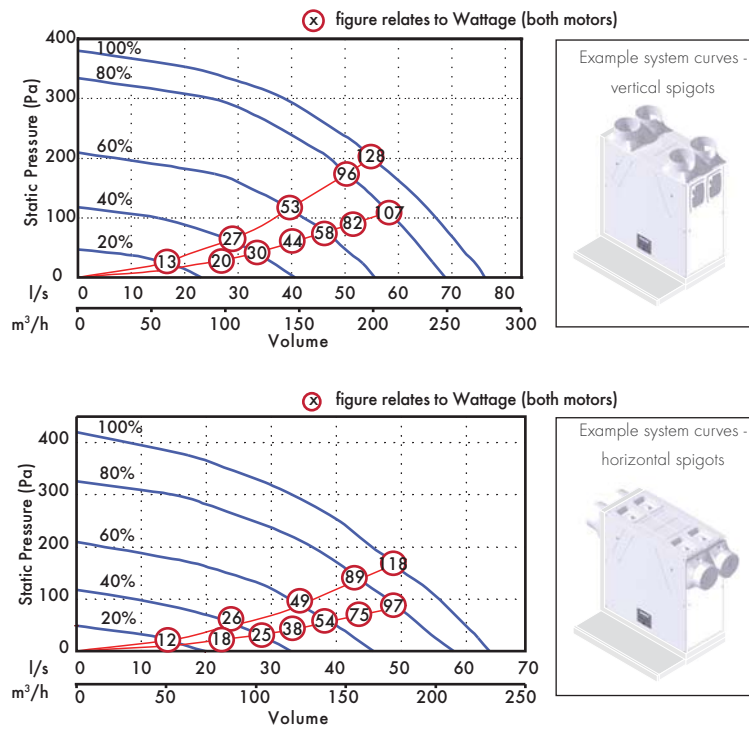 ⓧ figure relates to Wattage (both motors)
400
300
200
100
0
Static Pressure (Pa)
100%
80%
60%
40%
20%
13
27
53
96
128
20
30
44
58
82
107
l/s
0 10 20 30 40 50 60 70 80
m³/h
0 50 100 150 200 250 300
Volume
Example system curves -
vertical spigots
ⓧ figure relates to Wattage (both motors)
400
300
200
100
0
Static Pressure (Pa)
100%
80%
60%
40%
20%
12
26
49
89
118
18
25
38
54
75
97
l/s
0 10 20 30 40 50 60 70
m³/h
0 50 100 150 200 250
Volume
Example system curves -
horizontal spigots